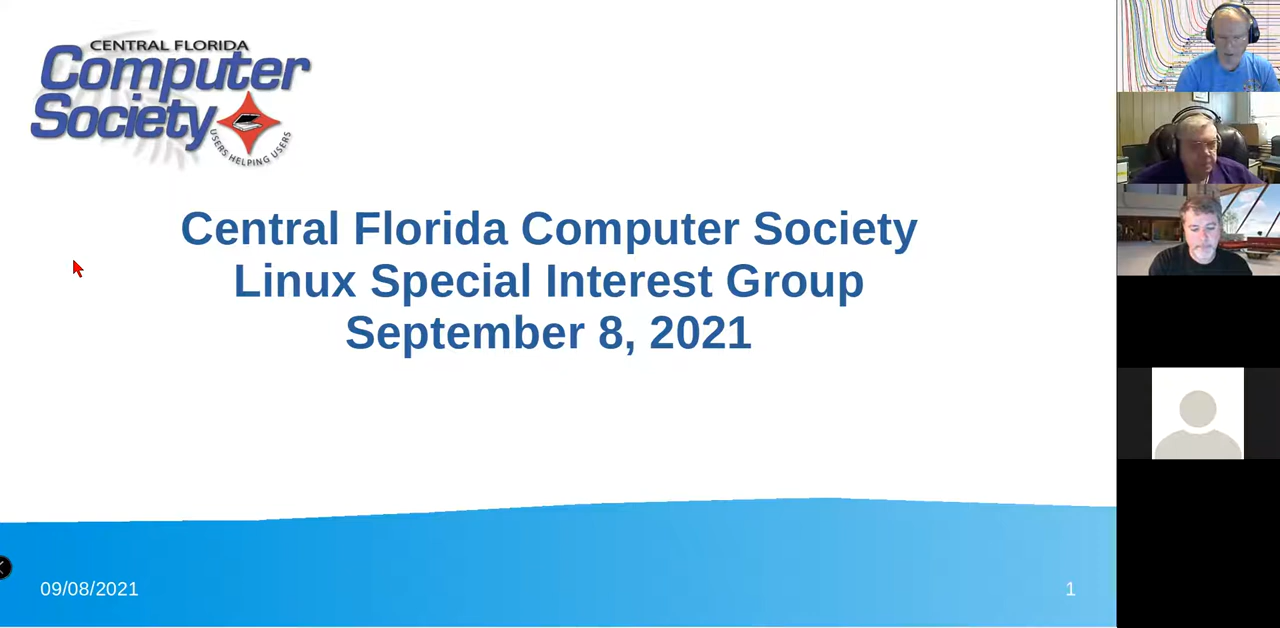 CENTRAL FLORIDA
Computer
Society
USERS HELPING USERS
Central Florida Computer Society
Linux Special Interest Group
September 8, 2021
09/08/2021
1